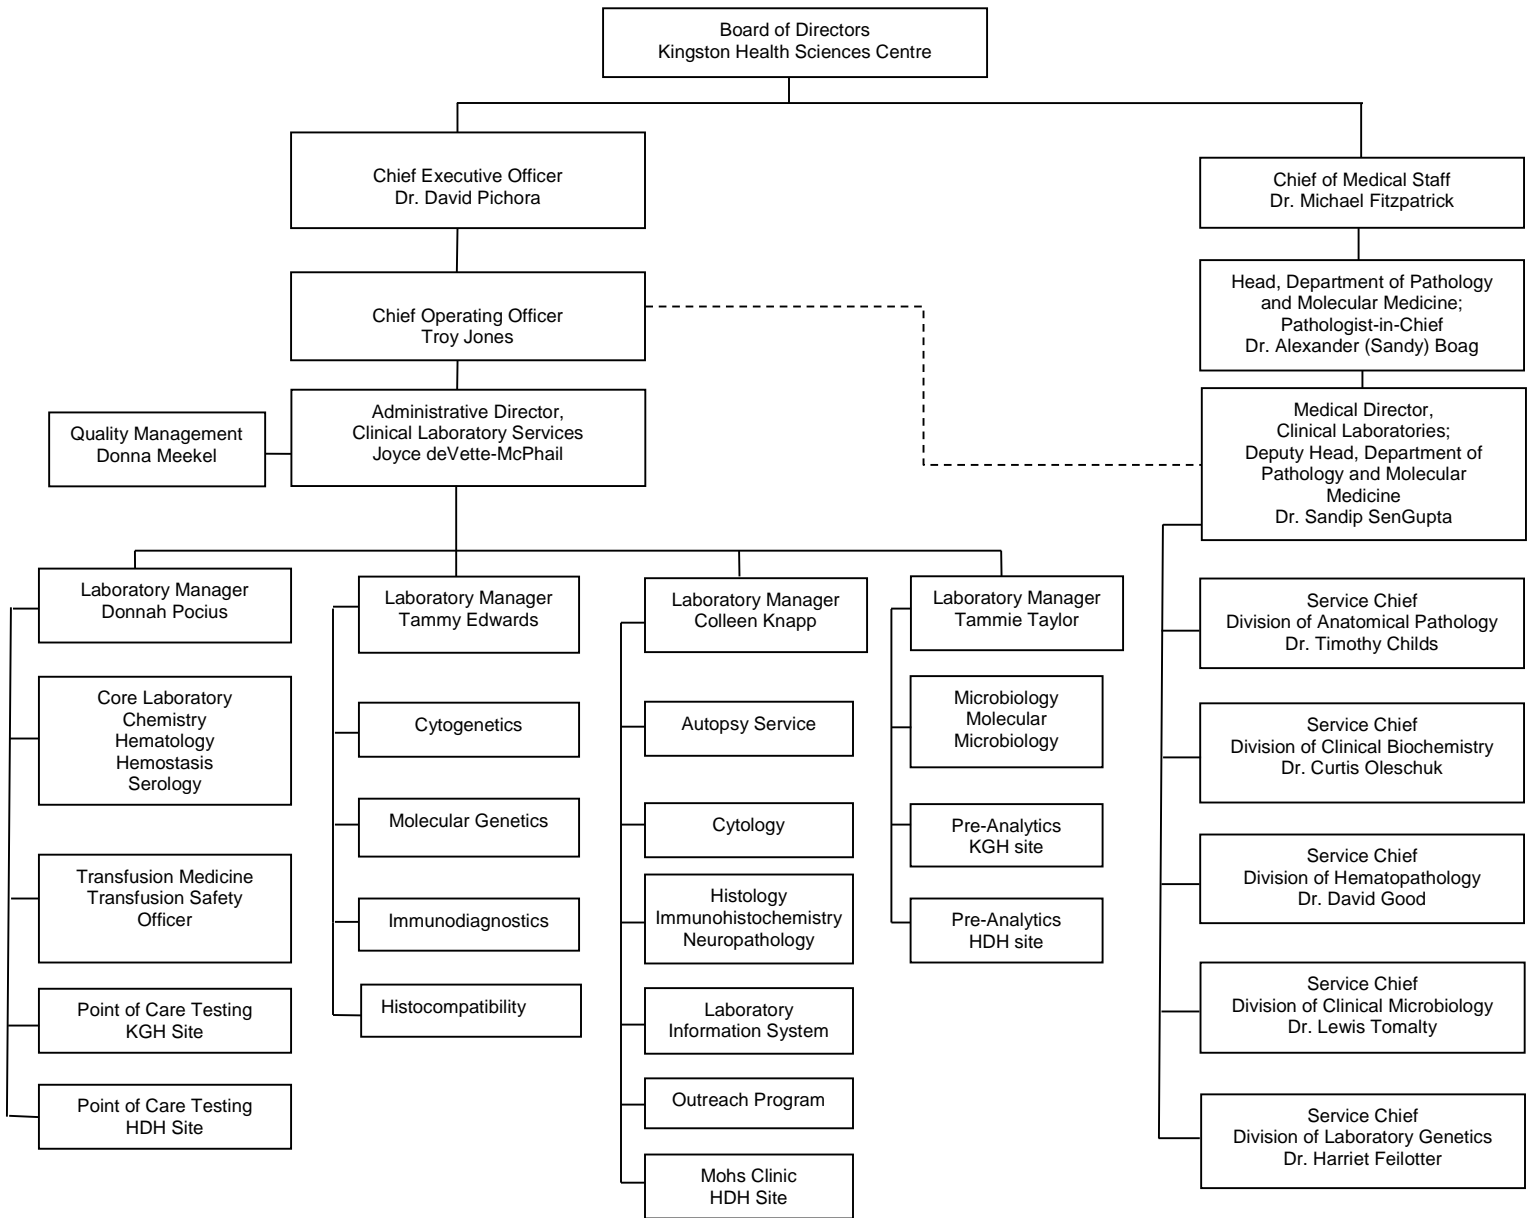 Board of Directors
Kingston Health Sciences Centre
Chief Executive Officer
Dr. David Pichora
Chief of Medical Staff
Dr. Michael Fitzpatrick
Chief Operating Officer
Troy Jones
Head, Department of Pathology
and Molecular Medicine;
Pathologist-in-Chief
Dr. Alexander (Sandy) Boag
Quality Management
Donna Meekel
Administrative Director,
Clinical Laboratory Services
Joyce deVette-McPhail
Medical Director,
Clinical Laboratories;
Deputy Head, Department of
Pathology and Molecular
Medicine
Dr. Sandip SenGupta
Laboratory Manager
Donnah Pocius
Core Laboratory
Chemistry
Hematology
Hemostasis
Serology
Transfusion Medicine
Transfusion Safety
Officer
Point of Care Testing
KGH Site
Point of Care Testing
HDH Site
Laboratory Manager
Tammy Edwards
Cytogenetics
Molecular Genetics
Immunodiagnostics
Histocompatibility
Laboratory Manager
Colleen Knapp
Autopsy Service
Cytology
Histology
Immunohistochemistry
Neuropathology
Laboratory
Information System
Outreach Program
Mohs Clinic
HDH Site
Laboratory Manager
Tammie Taylor
Microbiology
Molecular
Microbiology
Pre-Analytics
KGH site
Pre-Analytics
HDH site
Service Chief
Division of Anatomical Pathology
Dr. Timothy Childs
Service Chief
Division of Clinical Biochemistry
Dr. Curtis Oleschuk
Service Chief
Division of Hematopathology
Dr. David Good
Service Chief
Division of Clinical Microbiology
Dr. Lewis Tomalty
Service Chief
Division of Laboratory Genetics
Dr. Harriet Feilotter